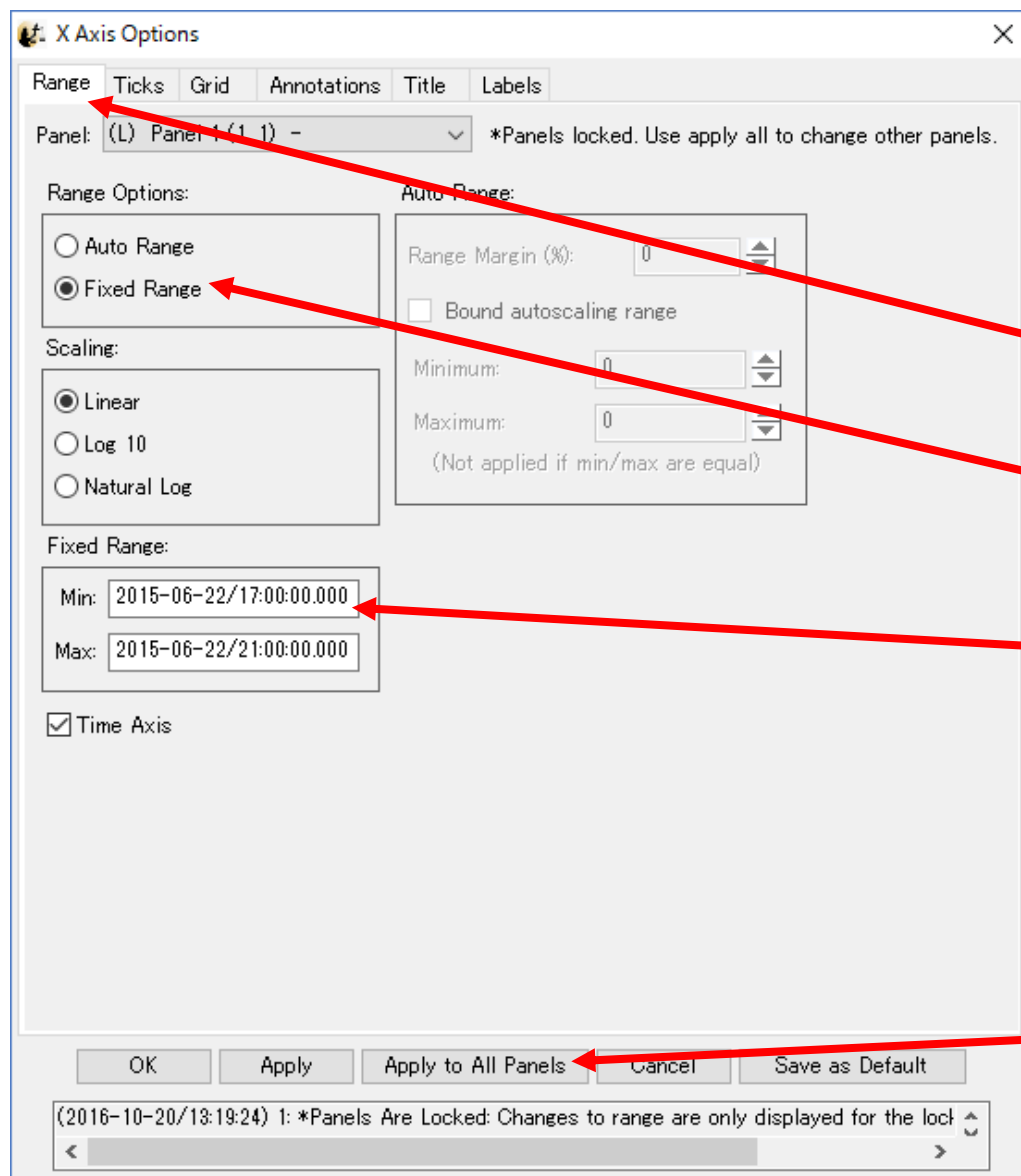 X Axis Options
Range Ticks Grid Annotations Title Labels
Panel: (L) Panel 1 (1, 1) - *Panels locked. Use apply all to change other panels.
Range Options: Auto Range:
Auto Range
Fixed Range
Range Margin (%): 0
Bound autoscaling range
Minimum: 0
Maximum: 0
(Not applied if min/max are equal)
Scaling:
Linear
Log 10
Natural Log
Fixed Range:
Min: 2015-06-22/17:00:00.000
Max: 2015-06-22/21:00:00.000
Time Axis
OK Apply Apply to All Panels Cancel Save as Default
(2016-10-20/13:19:24) 1: *Panels Are Locked: Changes to range are only displayed for the